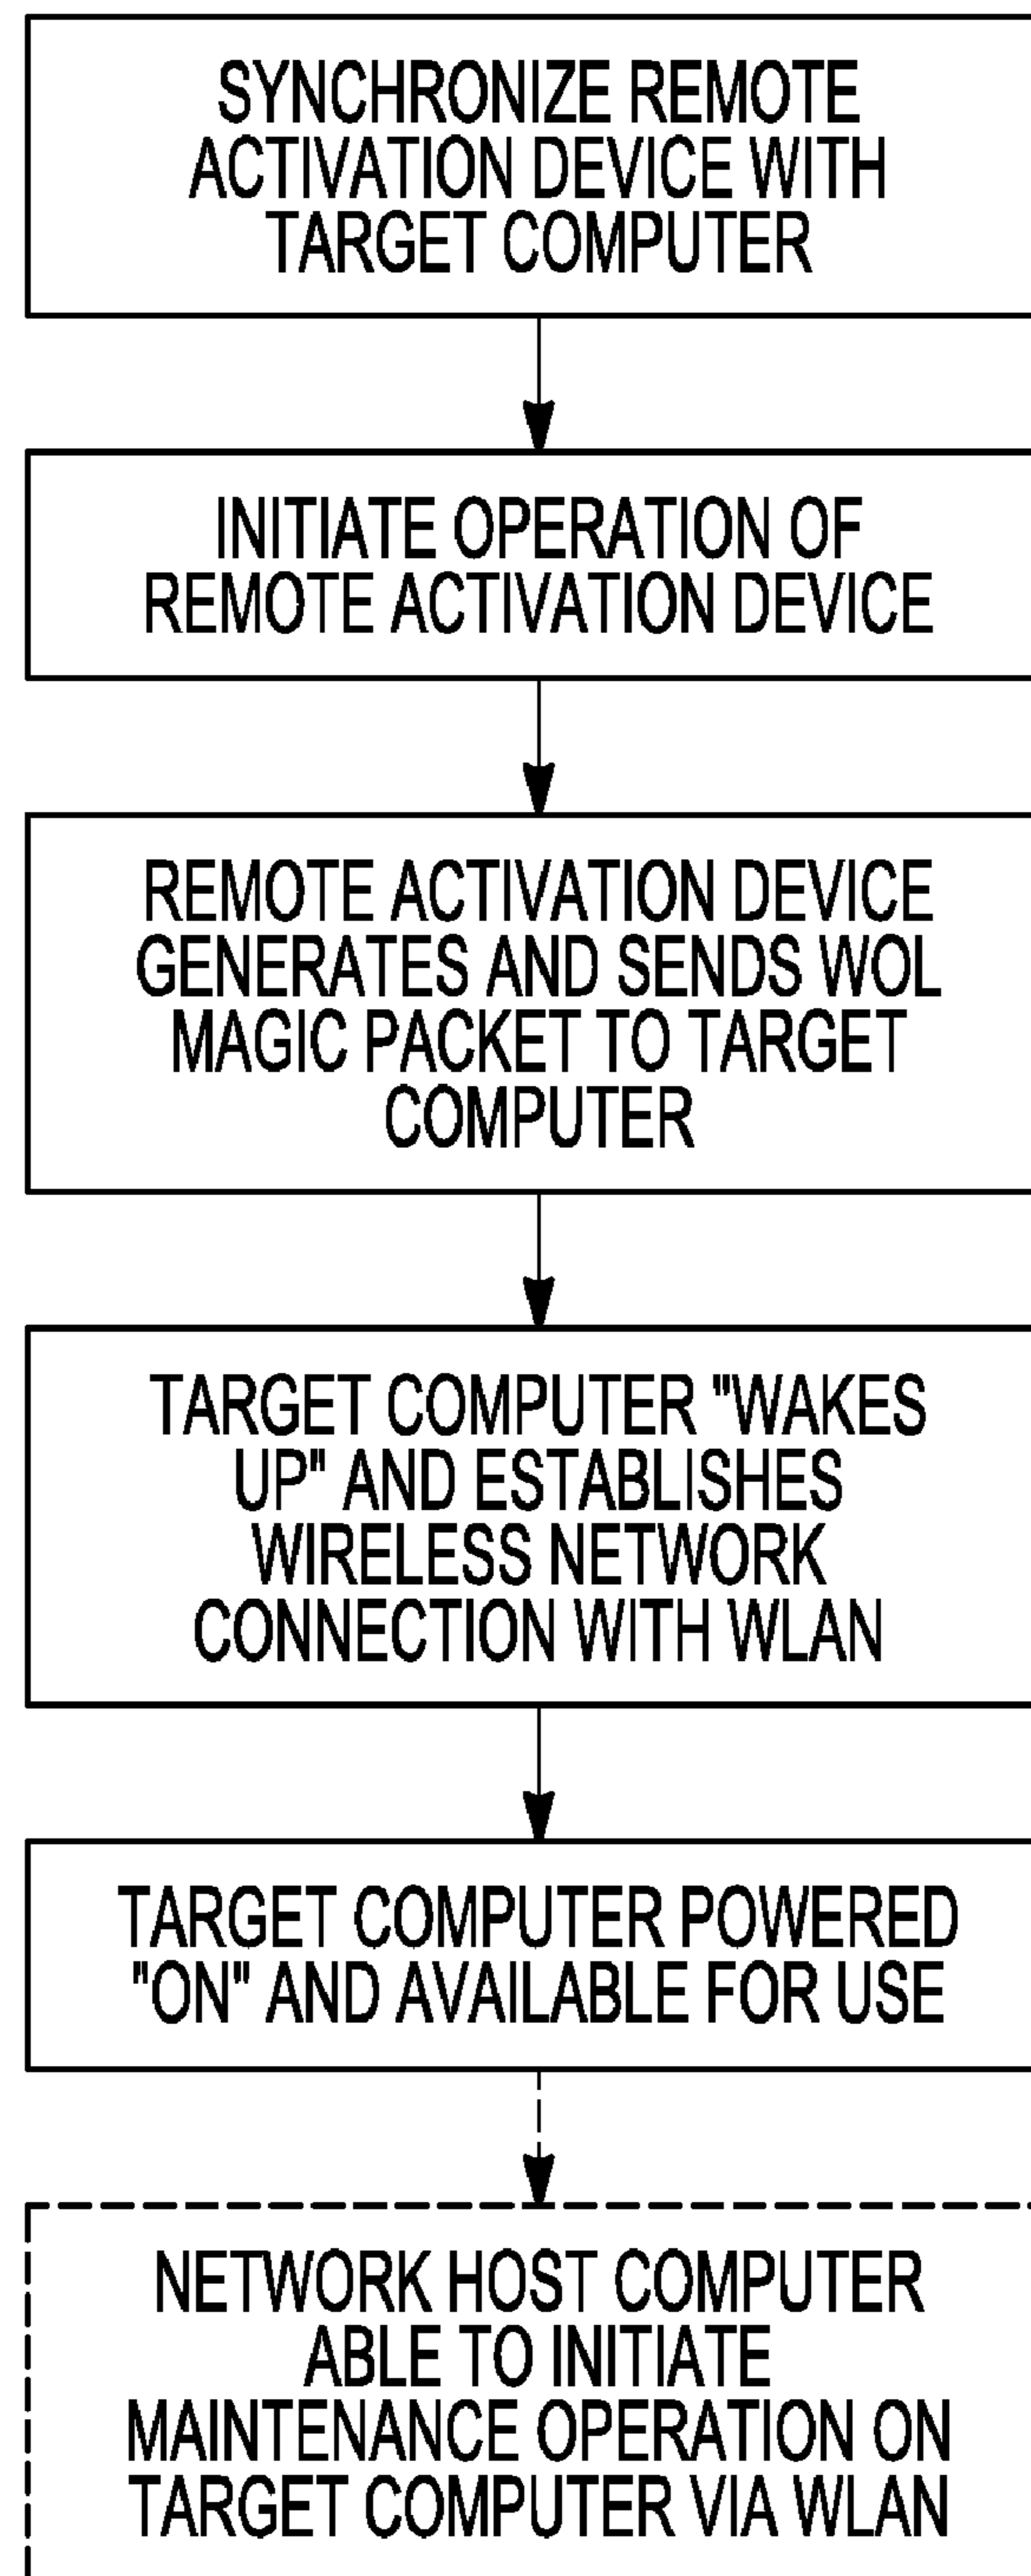 SYNCHRONIZE REMOTE
ACTIVATION DEVICE WITH
TARGET COMPUTER
INITIATE OPERATION OF
REMOTE ACTIVATION DEVICE
REMOTE ACTIVATION DEVICE
GENERATES AND SENDS WOL
MAGIC PACKET TO TARGET
COMPUTER
TARGET COMPUTER "WAKES
UP" AND ESTABLISHES
WIRELESS NETWORK
CONNECTION WITH WLAN
TARGET COMPUTER POWERED
"ON" AND AVAILABLE FOR USE
NETWORK HOST COMPUTER
ABLE TO INITIATE
MAINTENANCE OPERATION ON
TARGET COMPUTER VIA WLAN